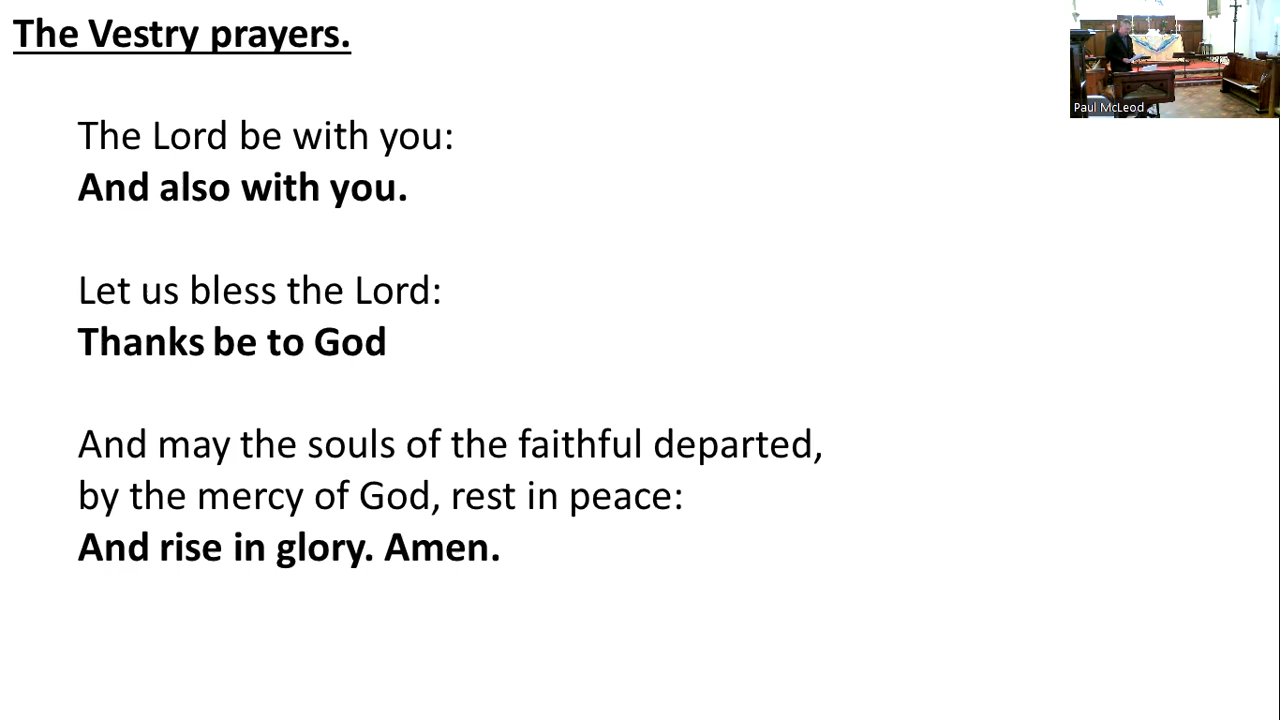 The Vestry prayers.
Paul McLeod
The Lord be with you:
And also with you.
Let us bless the Lord:
Thanks be to God
And may the souls of the faithful departed,
by the mercy of God, rest in peace:
And rise in glory. Amen.